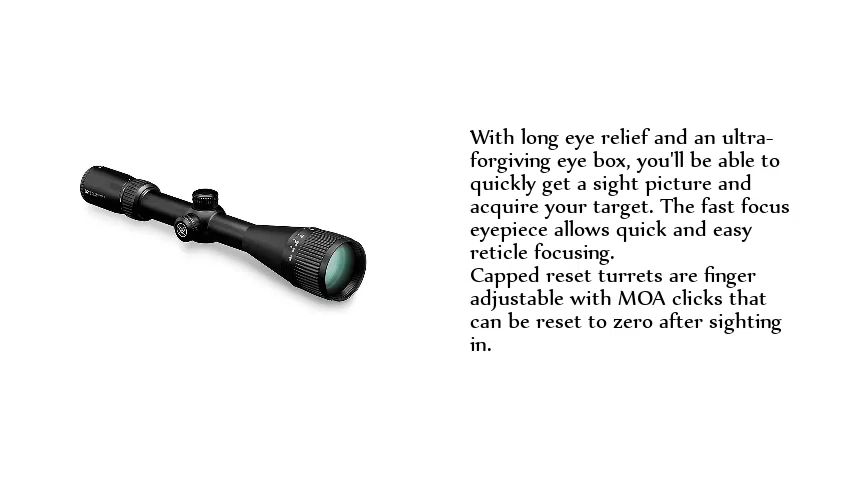 With long eye relief and an ultra-
forgiving eye box, you'll be able to
quickly get a sight picture and
acquire your target. The fast focus
eyepiece allows quick and easy
reticle focusing.
Capped reset turrets are finger
adjustable with MOA clicks that
can be reset to zero after sighting
in.